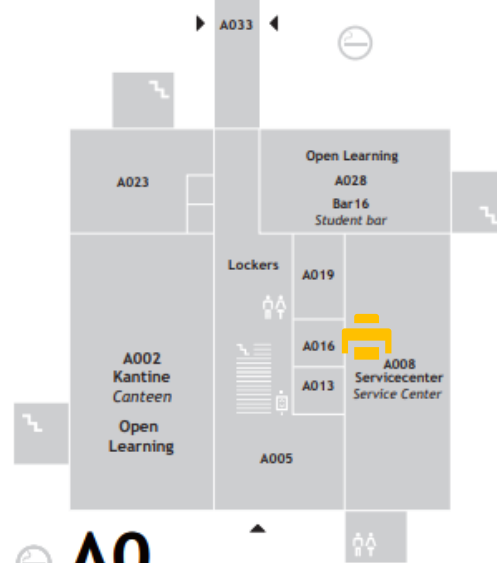 A033
Open Learning
A028
Bar16
Student bar
A023
Lockers
A019
A016
A013
A002
Kantine
Canteen
Open
Learning
A008
Servicecenter
Service Center
A005
A0